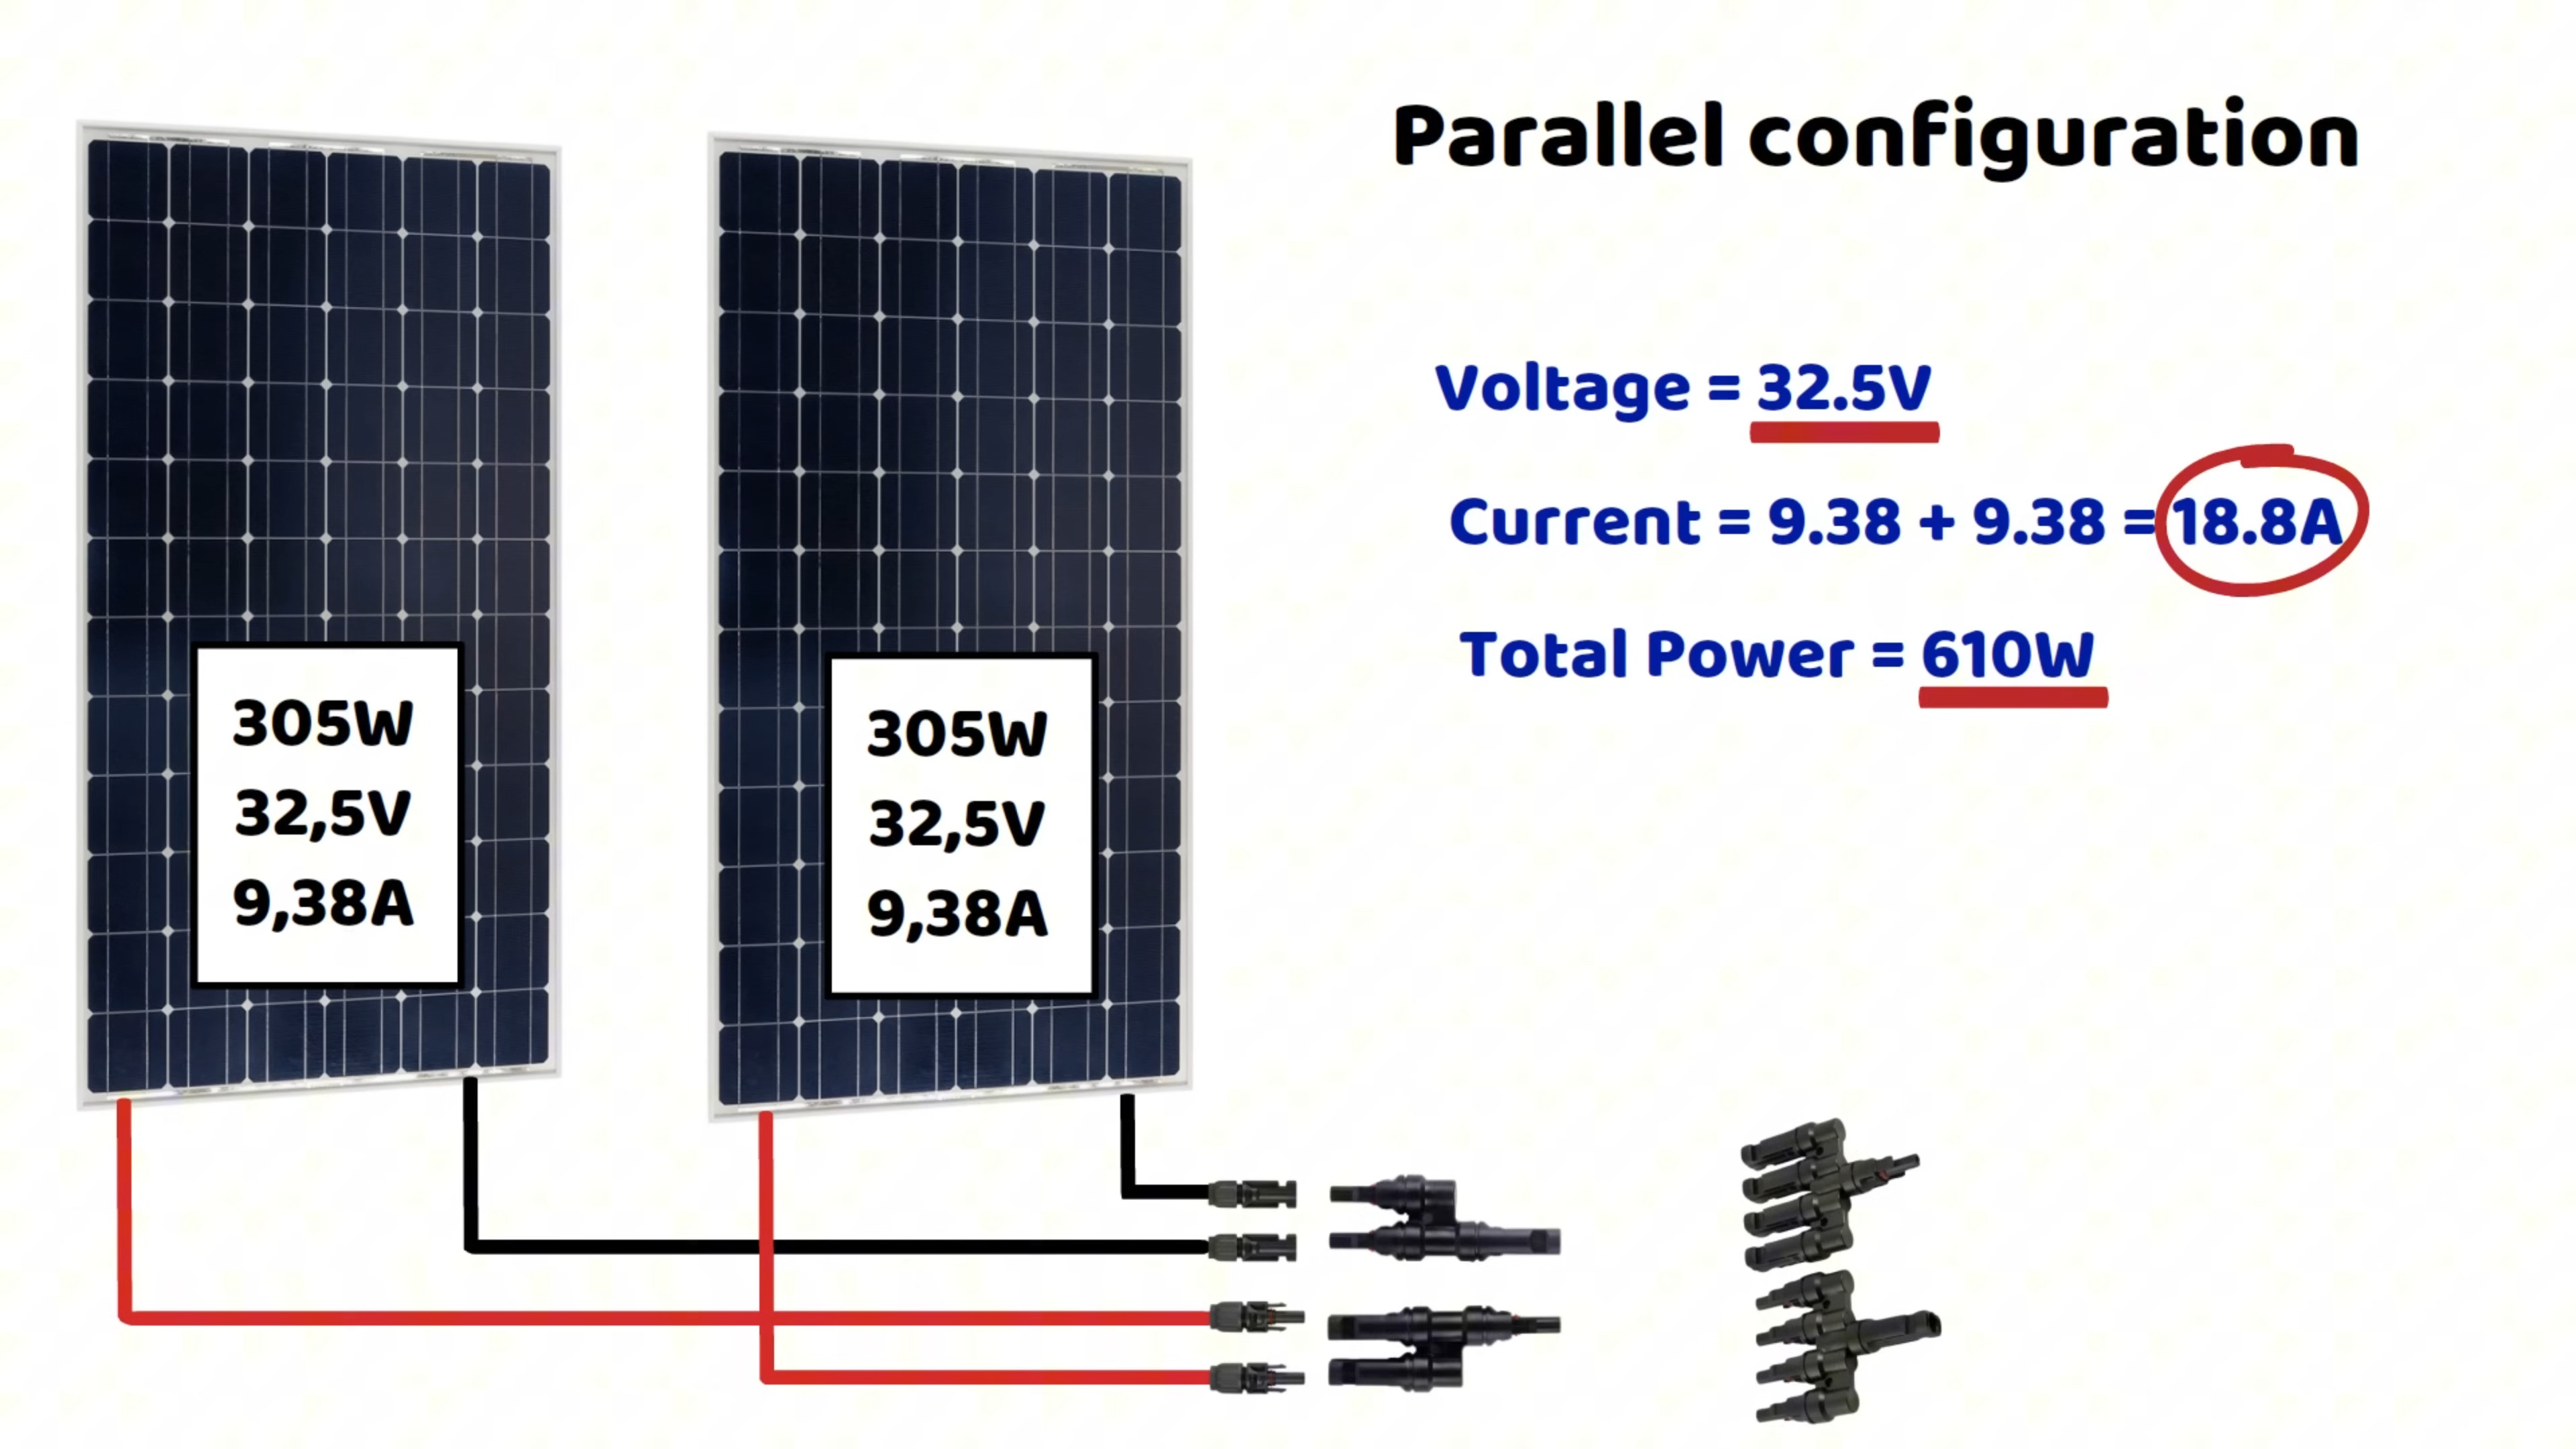 Parallel configuration
Voltage = 32.5V
Current = 9.38 + 9.38 = 18.8A
Total Power = 610W
305W
32,5V
9,38A
305W
32,5V
9,38A